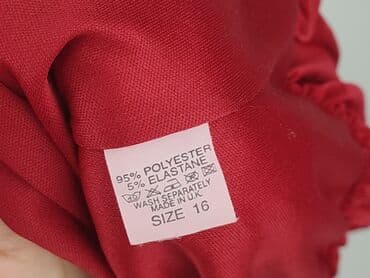 95% POLYESTER
5% ELASTANE
WASH SEPARATELY
MADE IN U.K.
SIZE 16